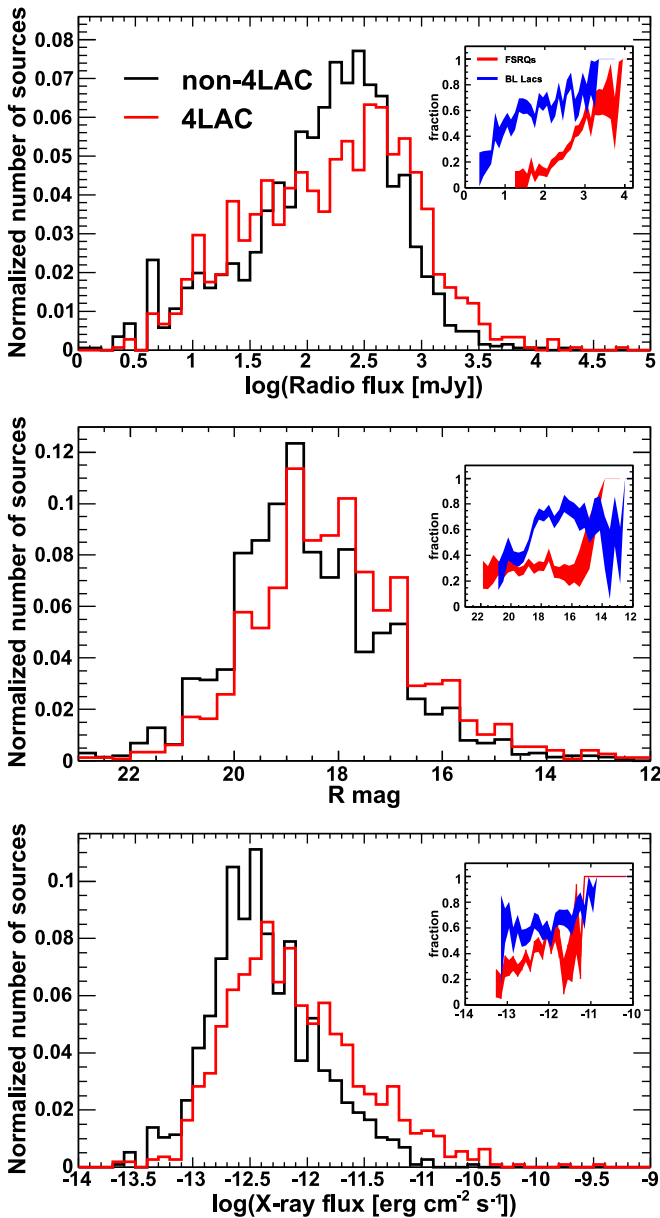 Normalized number of sources
0.08
0.07
0.06
0.05
0.04
0.03
0.02
0.01
0
non-4LAC
4LAC
fraction
1
0.8
0.6
0.4
0.2
0
FSRQs
BL Lacs
0 1 2 3 4
0 0.5 1 1.5 2 2.5 3 3.5 4 4.5 5
log(Radio flux [mJy])
Normalized number of sources
0.12
0.1
0.08
0.06
0.04
0.02
0
fraction
1
0.8
0.6
0.4
0.2
0
22 20 18 16 14 12
22 20 18 16 14 12
R mag
Normalized number of sources
0.1
0.08
0.06
0.04
0.02
0
fraction
1
0.8
0.6
0.4
0.2
0
-14 -13 -12 -11 -10
-14 -13.5 -13 -12.5 -12 -11.5 -11 -10.5 -10 -9.5 -9
log(X-ray flux [erg cm⁻² s⁻¹])